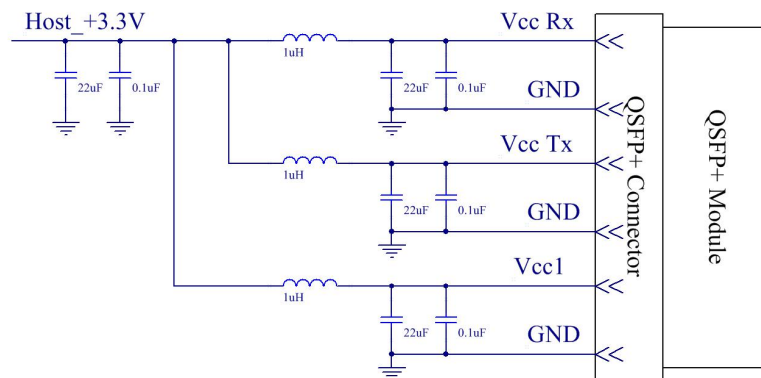 Host_+3.3V
Vcc Rx
1uH
22uF
0.1uF
22uF
0.1uF
GND
Vcc Tx
1uH
22uF
0.1uF
GND
Vcc1
1uH
22uF
0.1uF
GND
QSFP+ Connector
QSFP+ Module